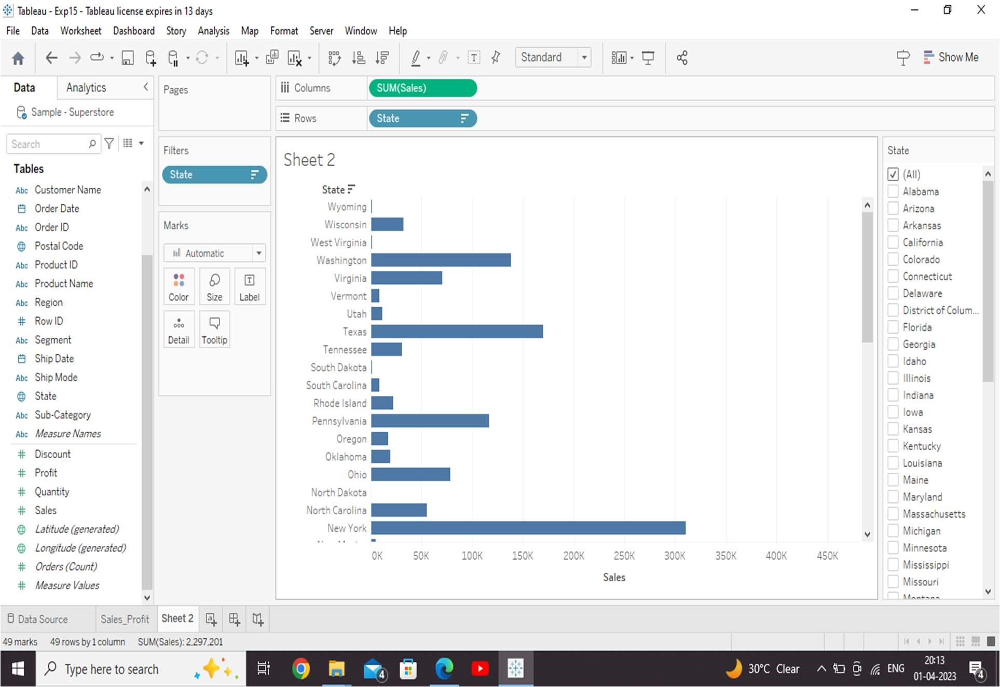 Tableau - Exp15 - Tableau license expires in 13 days
File Data Worksheet Dashboard Story Analysis Map Format Server Window Help
Standard
Show Me
Data Analytics
Sample - Superstore
Search
Tables
Abc Customer Name
Order Date
Abc Order ID
Postal Code
Abc Product ID
Abc Product Name
Abc Region
# Row ID
Abc Segment
Ship Date
Abc Ship Mode
State
Abc Sub-Category
Abc Measure Names
# Discount
# Profit
# Quantity
# Sales
Latitude (generated)
Longitude (generated)
# Orders (Count)
# Measure Values
Pages
Filters
State
Marks
Automatic
Color Size Label
Detail Tooltip
Columns SUM(Sales)
Rows State
Sheet 2
State
Wyoming
Wisconsin
West Virginia
Washington
Virginia
Vermont
Utah
Texas
Tennessee
South Dakota
South Carolina
Rhode Island
Pennsylvania
Oregon
Oklahoma
Ohio
North Dakota
North Carolina
New York
0K 50K 100K 150K 200K 250K 300K 350K 400K 450K
Sales
State
(All)
Alabama
Arizona
Arkansas
California
Colorado
Connecticut
Delaware
District of Colum...
Florida
Georgia
Idaho
Illinois
Indiana
Iowa
Kansas
Kentucky
Louisiana
Maine
Maryland
Massachusetts
Michigan
Minnesota
Mississippi
Missouri
Montana
Data Source Sales_Profit Sheet 2
49 marks 49 rows by 1 column SUM(Sales): 2,297,201
Type here to search
4
30°C Clear
ENG
20:13
01-04-2023
4